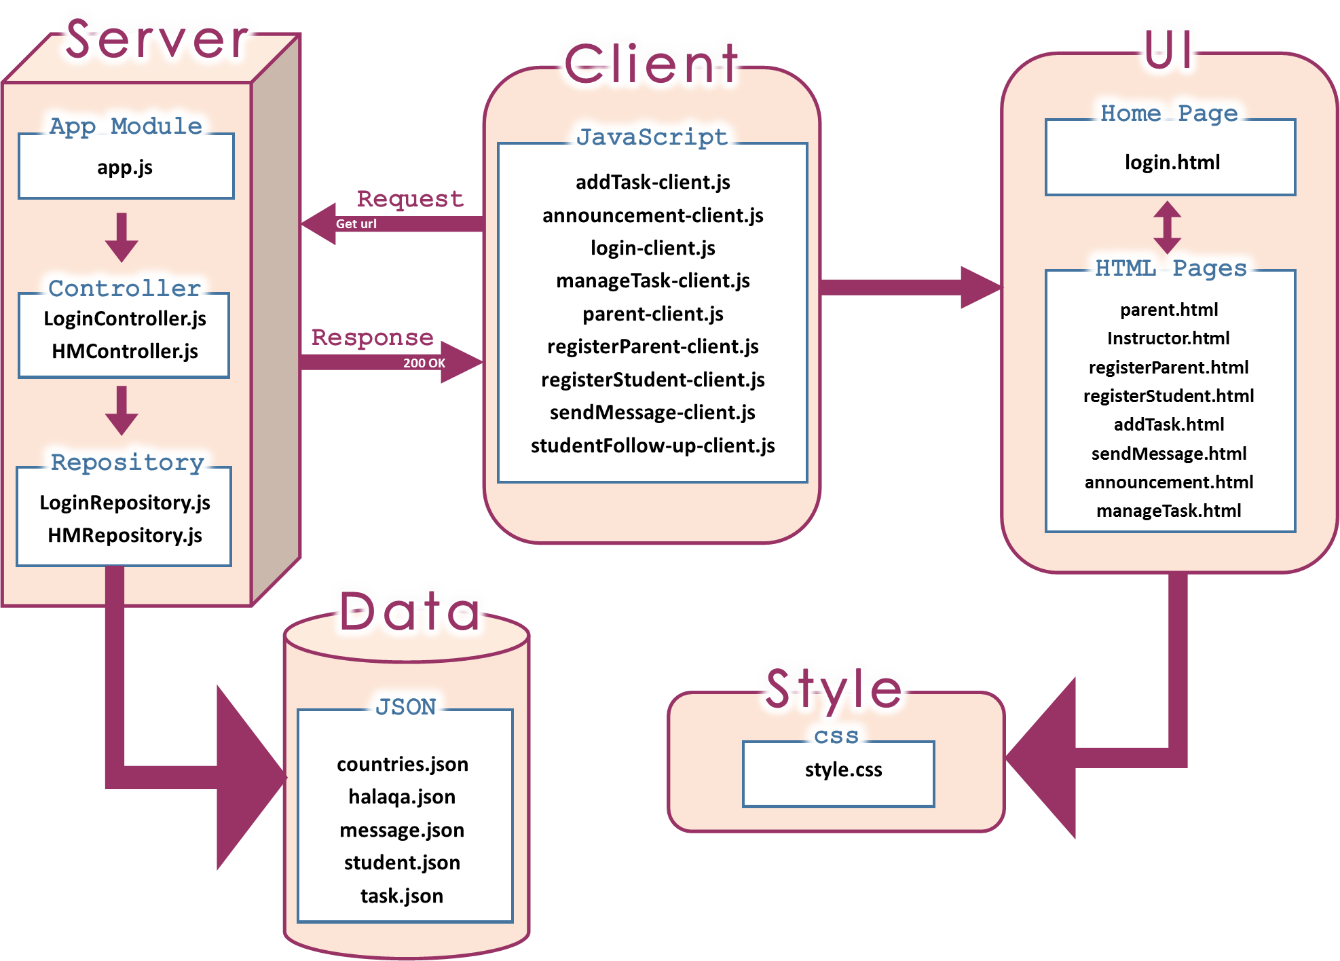 Server
App Module
app.js
Controller
LoginController.js
HMController.js
Repository
LoginRepository.js
HMRepository.js
Request
Get url
Response
200 OK
Client
JavaScript
addTask-client.js
announcement-client.js
login-client.js
manageTask-client.js
parent-client.js
registerParent-client.js
registerStudent-client.js
sendMessage-client.js
studentFollow-up-client.js
UI
Home Page
login.html
HTML Pages
parent.html
Instructor.html
registerParent.html
registerStudent.html
addTask.html
sendMessage.html
announcement.html
manageTask.html
Data
JSON
countries.json
halaqa.json
message.json
student.json
task.json
Style
css
style.css